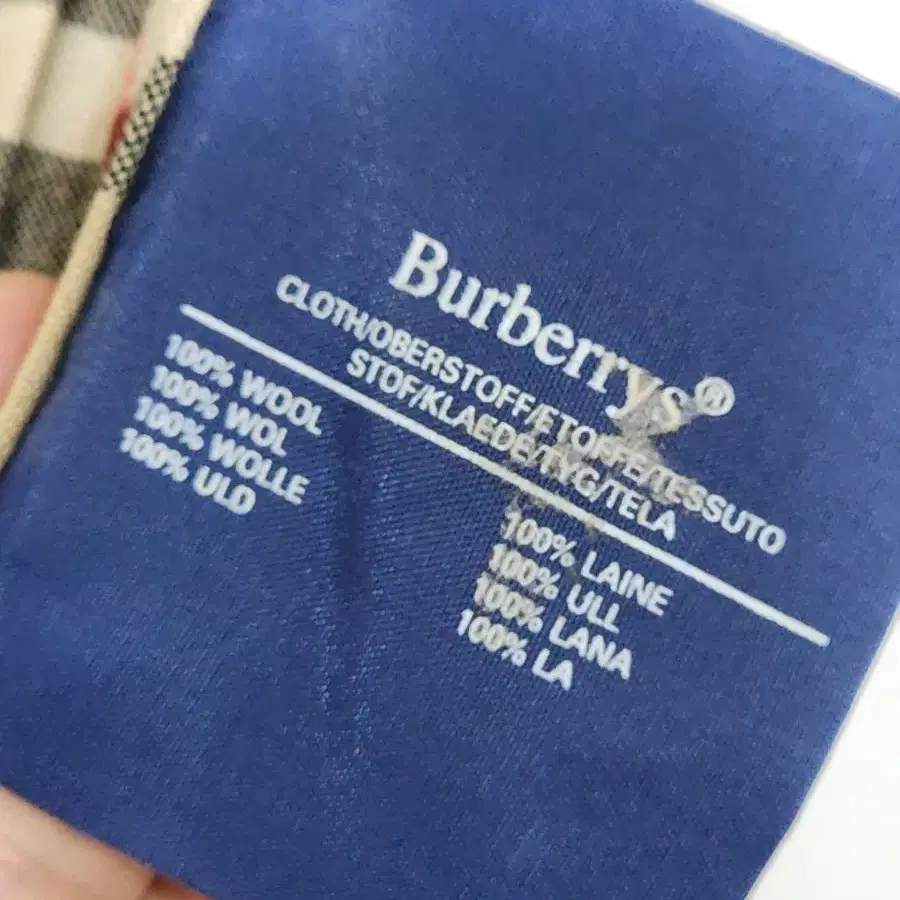 Burberrys®
CLOTH/OBERSTOFF/ETOFFE/TESSUTO
STOF/KLAEDE/TYG/TELA
100% WOOL
100% WOL
100% WOLLE
100% ULD
100% LAINE
100% ULL
100% LANA
100% LA